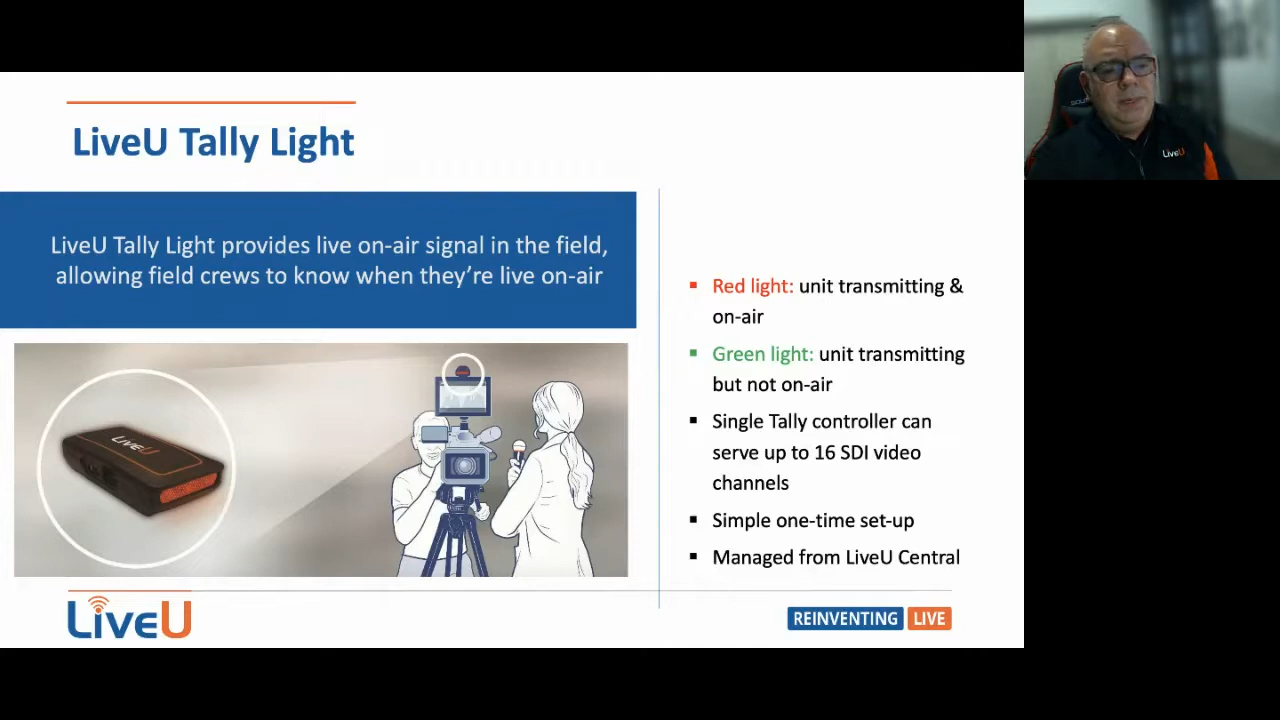 LiveU Tally Light
LiveU Tally Light provides live on-air signal in the field,
allowing field crews to know when they're live on-air
LiveU
▪ Red light: unit transmitting &
on-air
▪ Green light: unit transmitting
but not on-air
▪ Single Tally controller can
serve up to 16 SDI video
channels
▪ Simple one-time set-up
▪ Managed from LiveU Central
LiveU
REINVENTING LIVE
LiveU